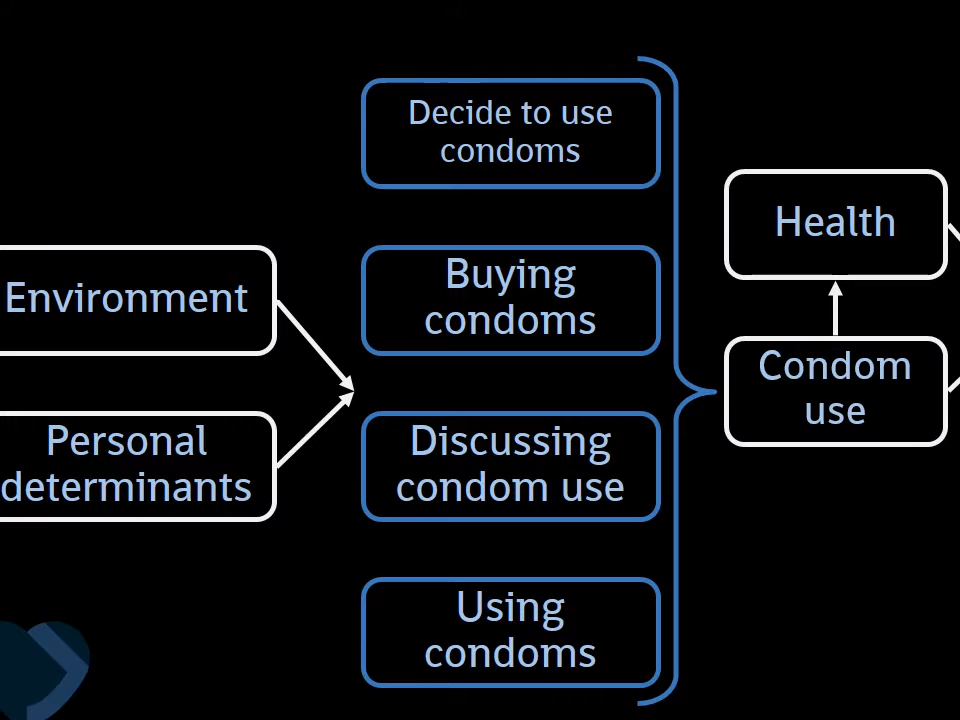 Environment
Personal
determinants
Decide to use
condoms
Buying
condoms
Discussing
condom use
Using
condoms
Health
Condom
use